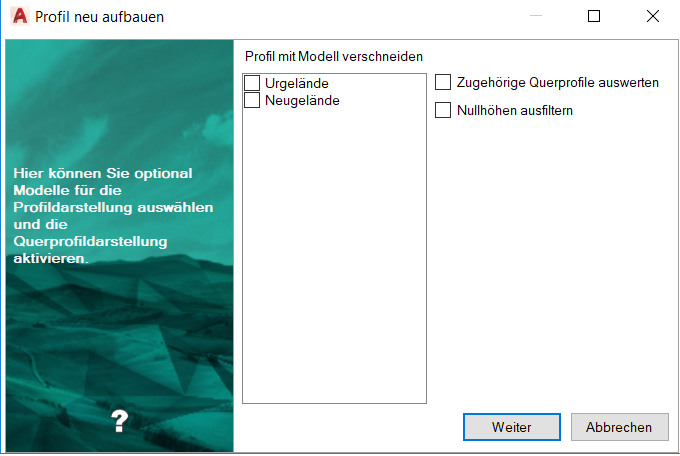 Profil neu aufbauen
Hier können Sie optional
Modelle für die
Profildarstellung auswählen
und die
Querprofildarstellung
aktivieren.
?
Profil mit Modell verschneiden
Urgelände
Neugelände
Zugehörige Querprofile auswerten
Nullhöhen ausfiltern
Weiter
Abbrechen